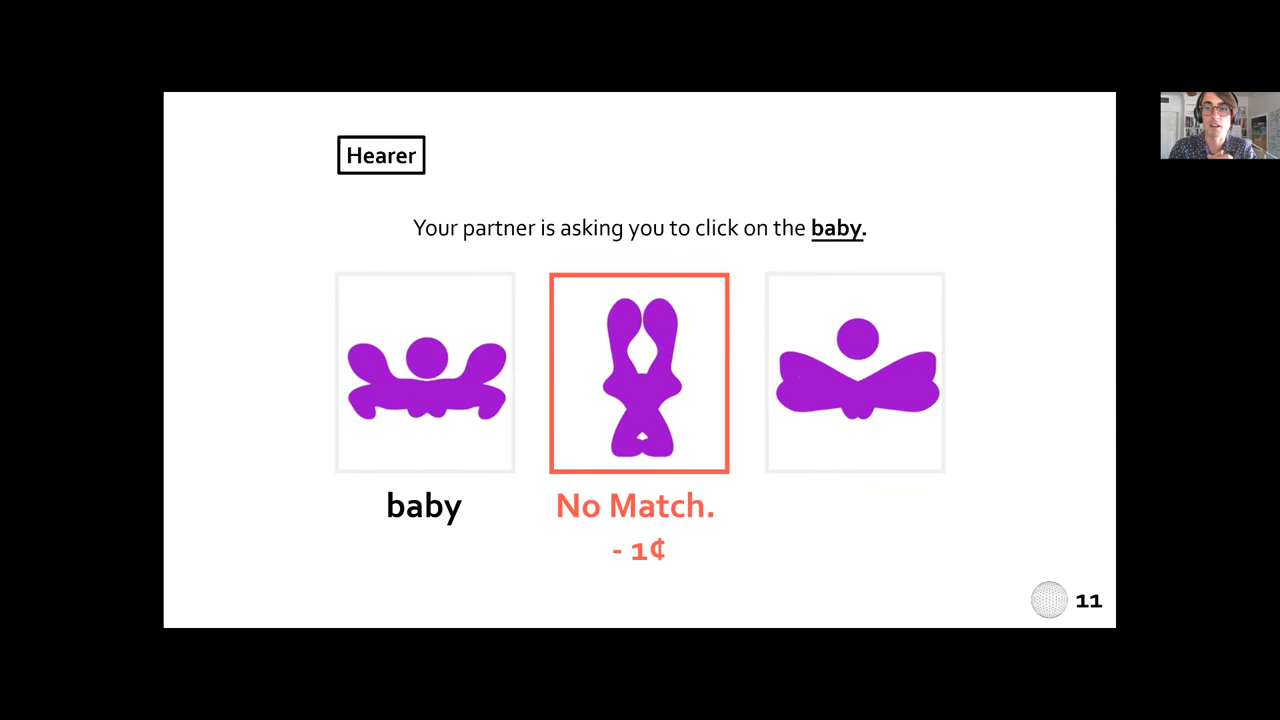 Hearer
Your partner is asking you to click on the baby.
baby
No Match.
- 1¢
11